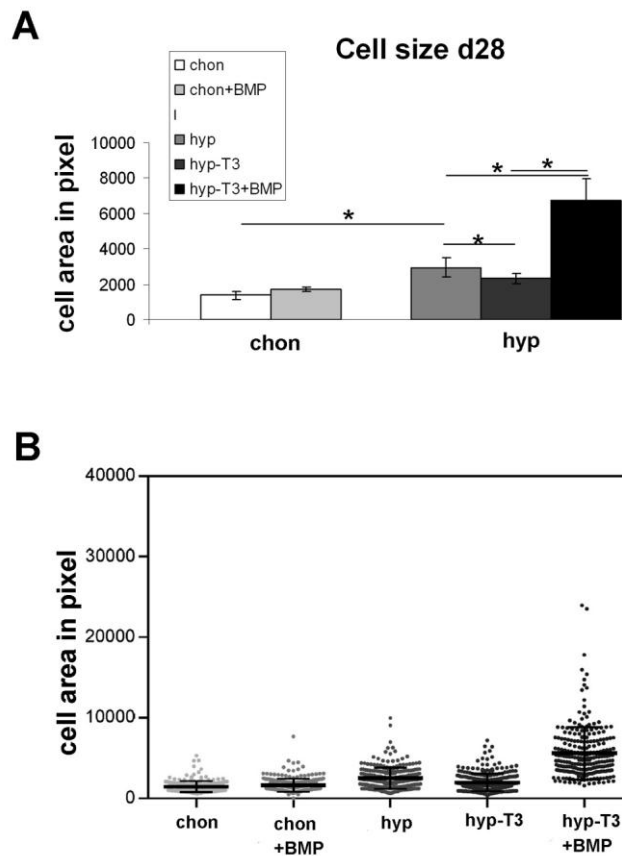 A
Cell size d28
chon
chon+BMP
hyp
hyp-T3
hyp-T3+BMP
cell area in pixel
10000
8000
6000
4000
2000
0
*
*
*
*
chon
hyp
B
cell area in pixel
40000
30000
20000
10000
0
chon
chon
+BMP
hyp
hyp-T3
hyp-T3
+BMP